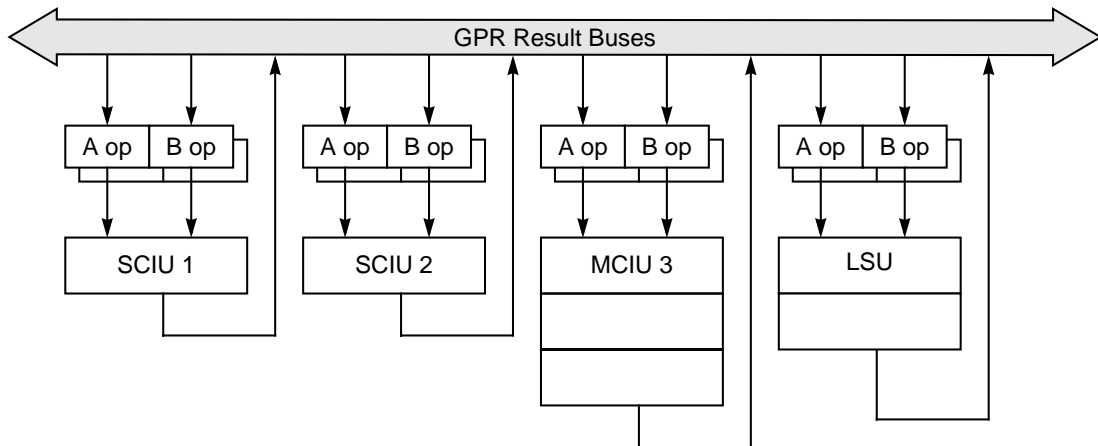 GPR Result Buses
A op B op A op B op A op B op A op B op
SCIU 1 SCIU 2 MCIU 3 LSU